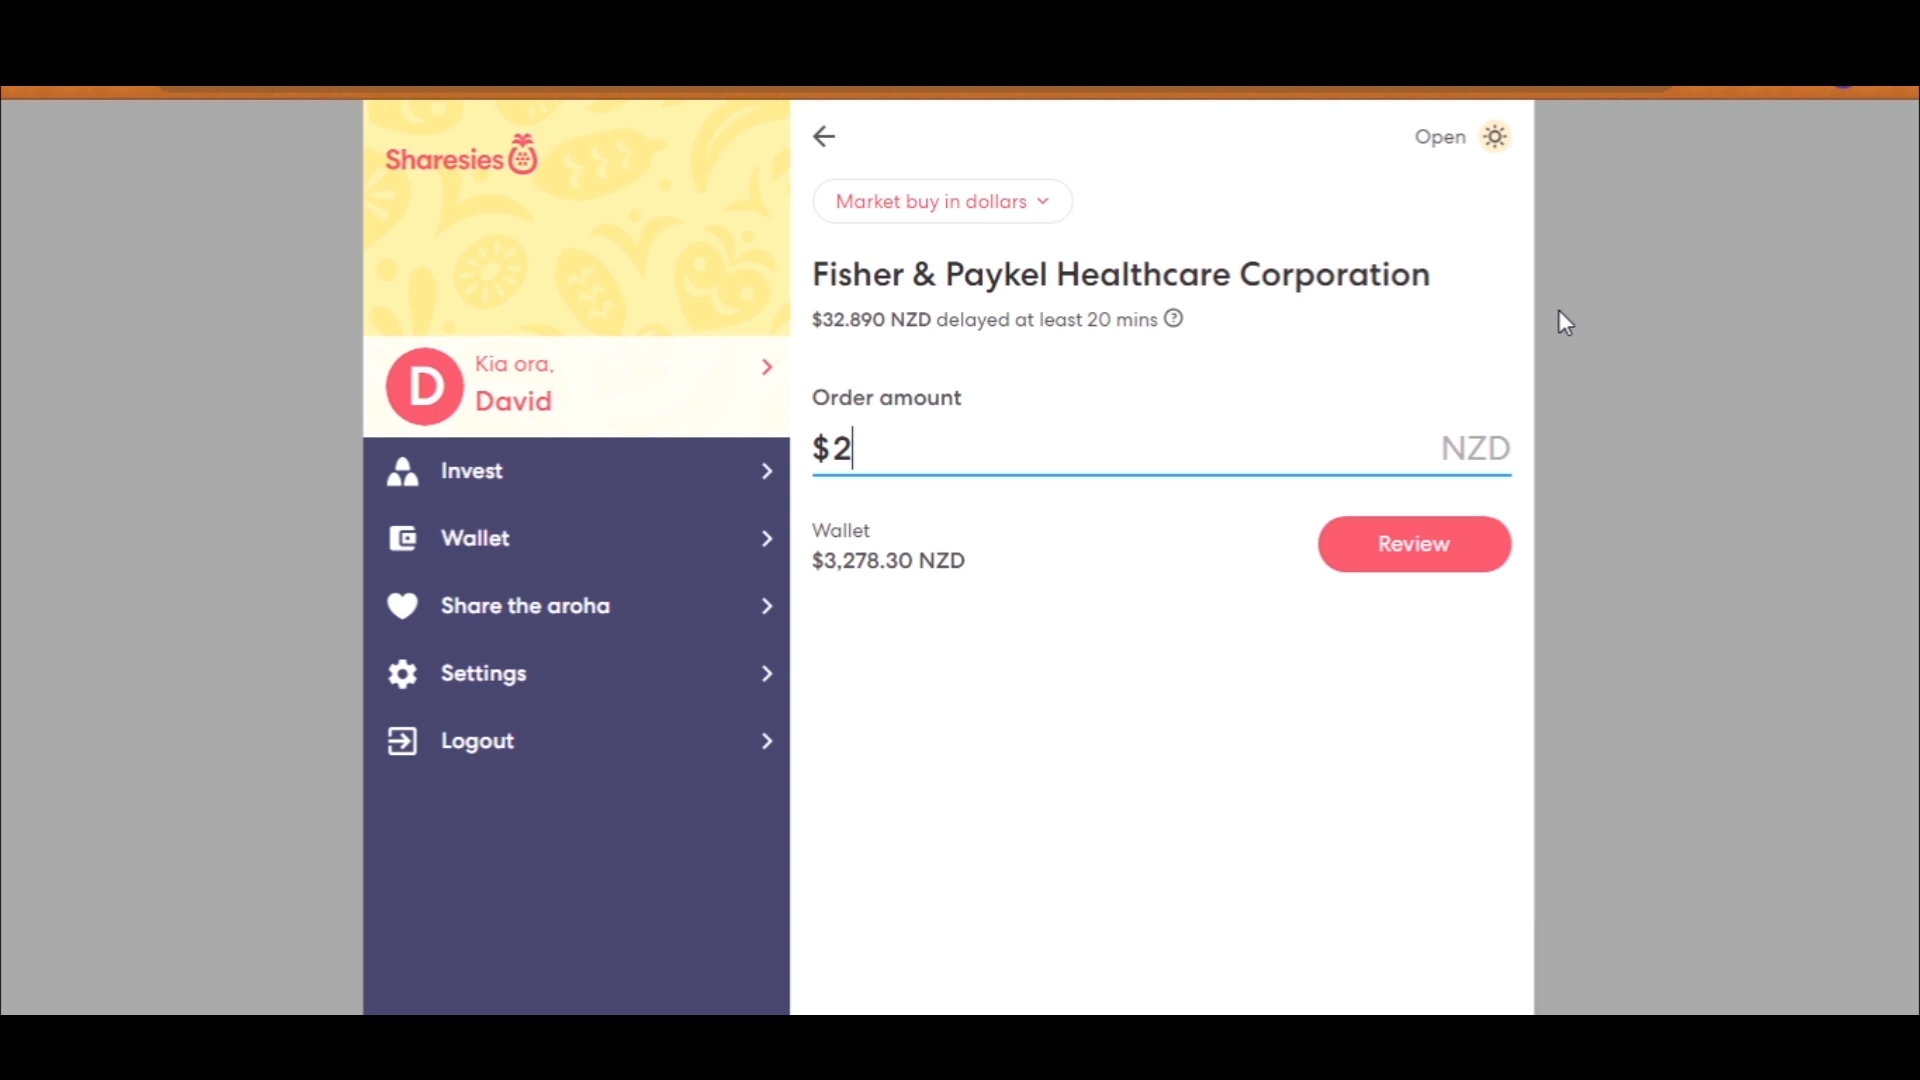 Sharesies
Kia ora,
D
David
Invest
Wallet
Share the aroha
Settings
Logout
Open
Market buy in dollars
Fisher & Paykel Healthcare Corporation
$32.890 NZD delayed at least 20 mins ?
Order amount
$2
NZD
Wallet
$3,278.30 NZD
Review